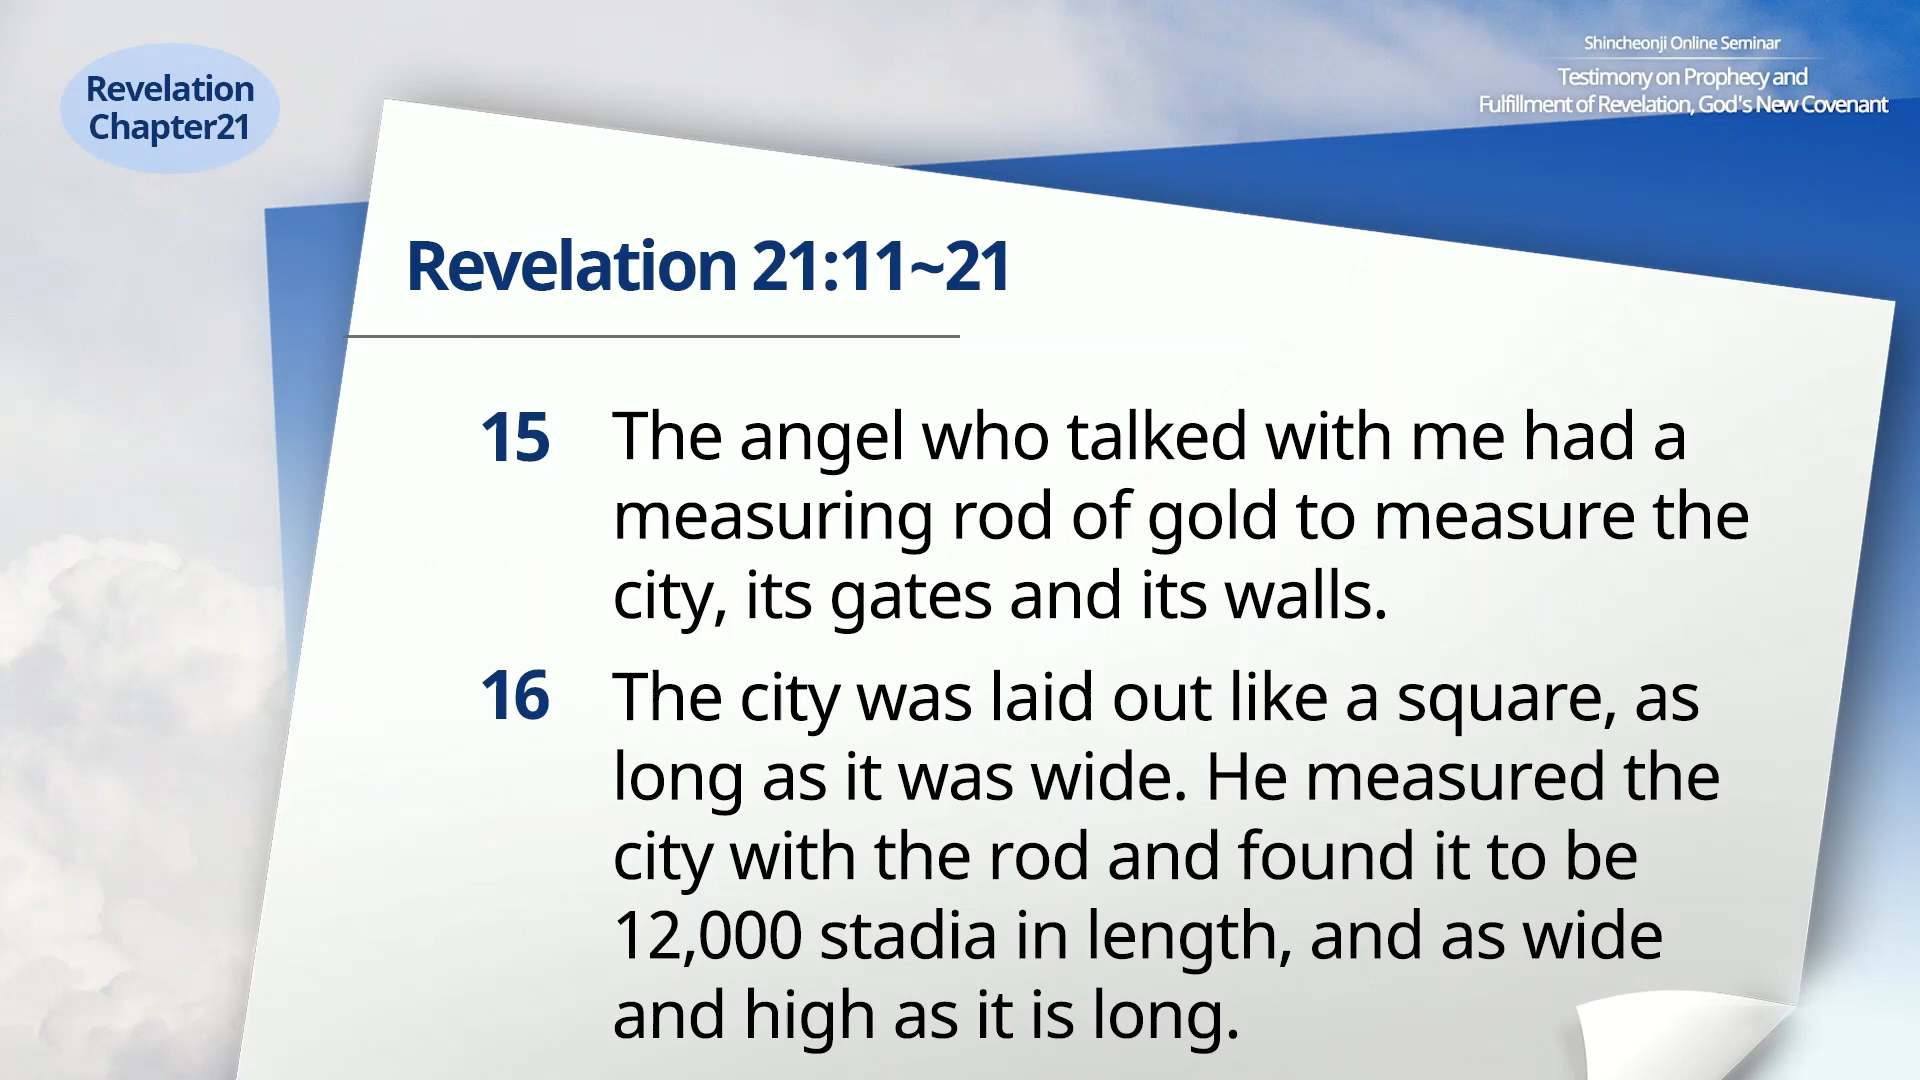 Revelation
Chapter21
Shincheonji Online Seminar
Testimony on Prophecy and
Fulfillment of Revelation, God's New Covenant
Revelation 21:11~21
15 The angel who talked with me had a
measuring rod of gold to measure the
city, its gates and its walls.
16 The city was laid out like a square, as
long as it was wide. He measured the
city with the rod and found it to be
12,000 stadia in length, and as wide
and high as it is long.